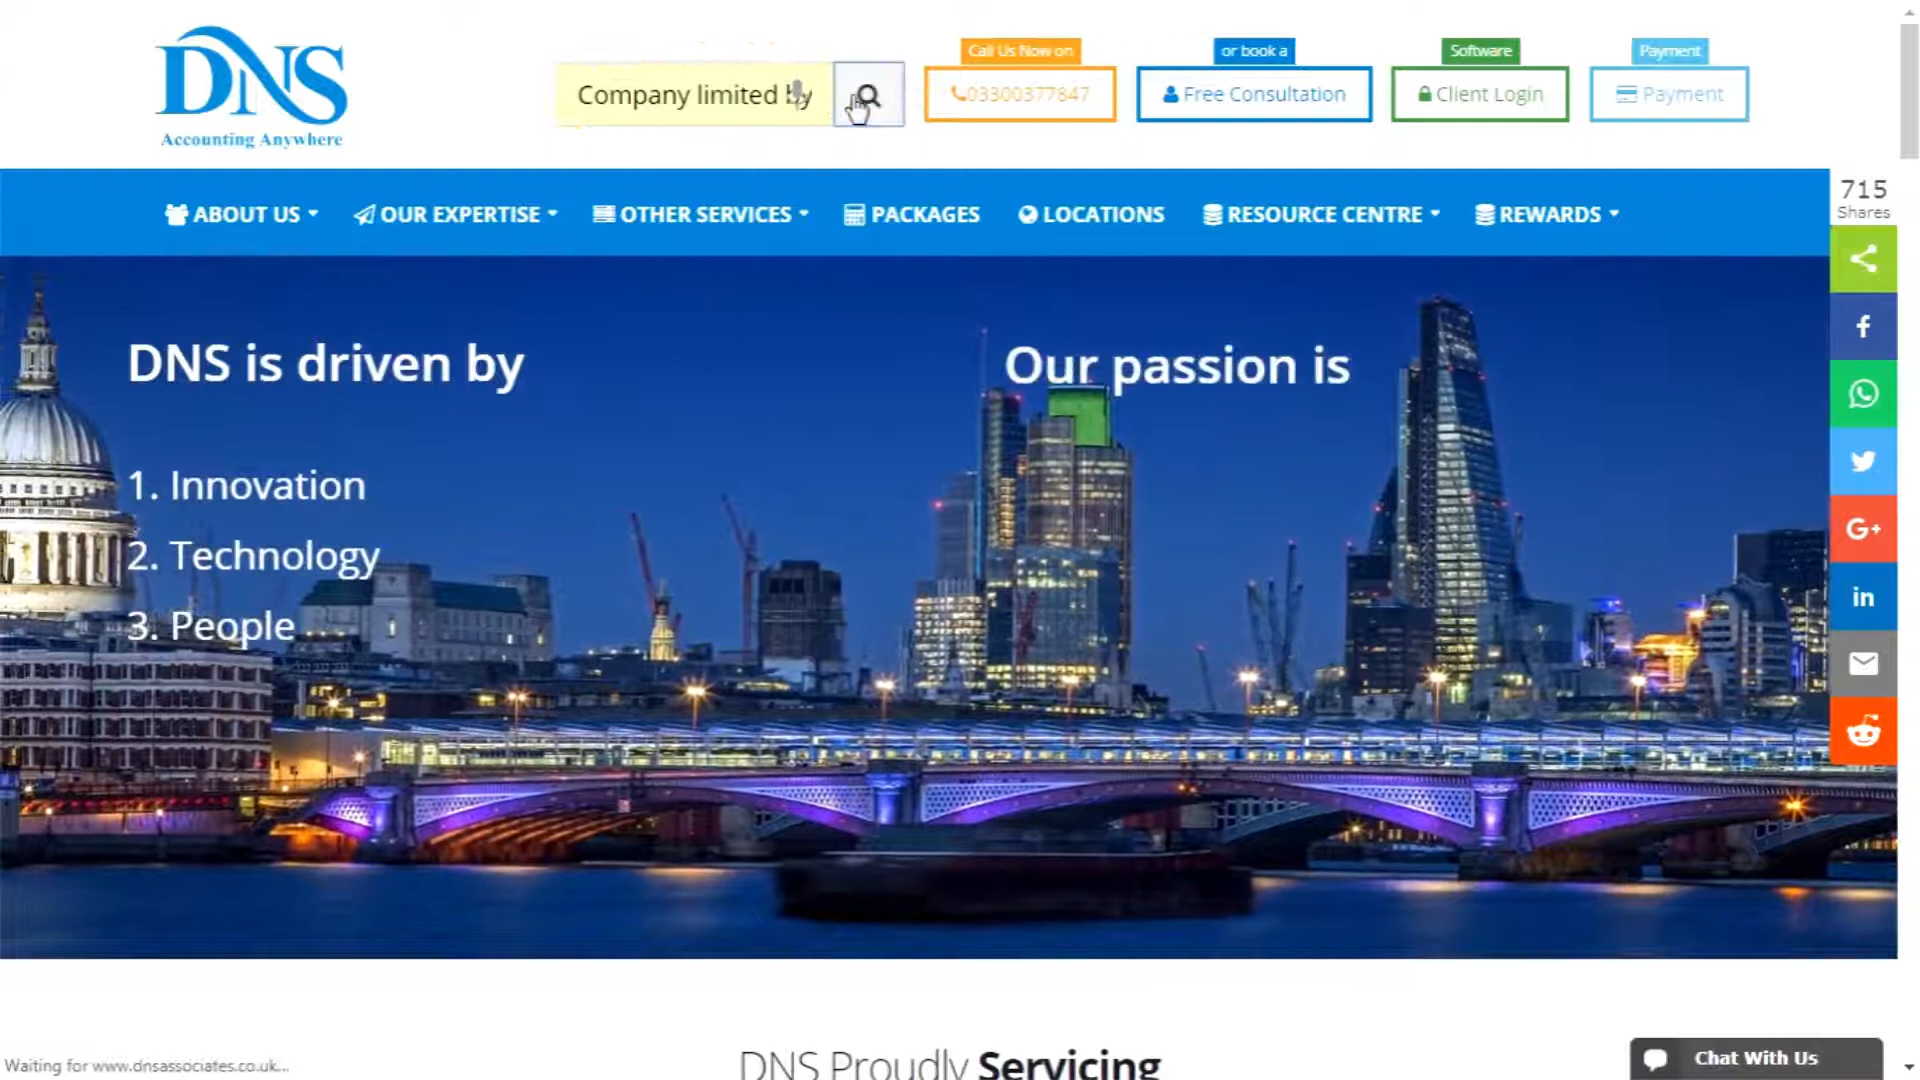 DNS
Accounting Anywhere
Company limited by
Call Us Now on
03300377847
or book a
Free Consultation
Software
Client Login
Payment
Payment
ABOUT US
OUR EXPERTISE
OTHER SERVICES
PACKAGES
LOCATIONS
RESOURCE CENTRE
REWARDS
715
Shares
f
G+
in
DNS is driven by
1. Innovation
2. Technology
3. People
Our passion is
DNS Proudly Servicing
Waiting for www.dnsassociates.co.uk...
Chat With Us